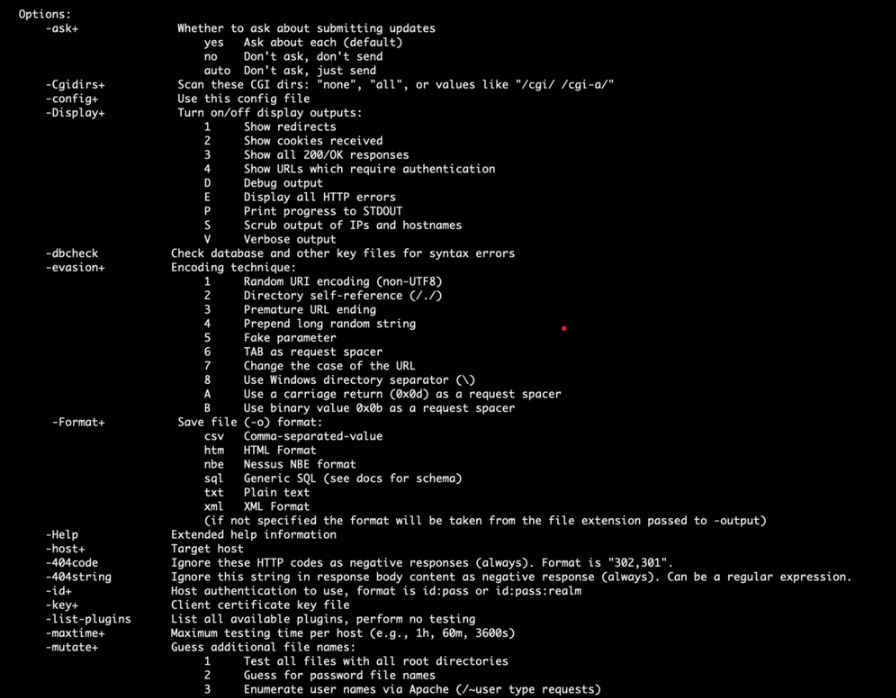 Options:
-ask+ Whether to ask about submitting updates
yes Ask about each (default)
no Don't ask, don't send
auto Don't ask, just send
-Cgidirs+ Scan these CGI dirs: "none", "all", or values like "/cgi/ /cgi-a/"
-config+ Use this config file
-Display+ Turn on/off display outputs:
1 Show redirects
2 Show cookies received
3 Show all 200/OK responses
4 Show URLs which require authentication
D Debug output
E Display all HTTP errors
P Print progress to STDOUT
S Scrub output of IPs and hostnames
V Verbose output
-dbcheck Check database and other key files for syntax errors
-evasion+ Encoding technique:
1 Random URI encoding (non-UTF8)
2 Directory self-reference (/./)
3 Premature URL ending
4 Prepend long random string
5 Fake parameter
6 TAB as request spacer
7 Change the case of the URL
8 Use Windows directory separator (\)
A Use a carriage return (0x0d) as a request spacer
B Use binary value 0x0b as a request spacer
-Format+ Save file (-o) format:
csv Comma-separated-value
htm HTML Format
nbe Nessus NBE format
sql Generic SQL (see docs for schema)
txt Plain text
xml XML Format
(if not specified the format will be taken from the file extension passed to -output)
-Help Extended help information
-host+ Target host
-404code Ignore these HTTP codes as negative responses (always). Format is "302,301".
-404string Ignore this string in response body content as negative response (always). Can be a regular expression.
-id+ Host authentication to use, format is id:pass or id:pass:realm
-key+ Client certificate key file
-list-plugins List all available plugins, perform no testing
-maxtime+ Maximum testing time per host (e.g., 1h, 60m, 3600s)
-mutate+ Guess additional file names:
1 Test all files with all root directories
2 Guess for password file names
3 Enumerate user names via Apache (/~user type requests)